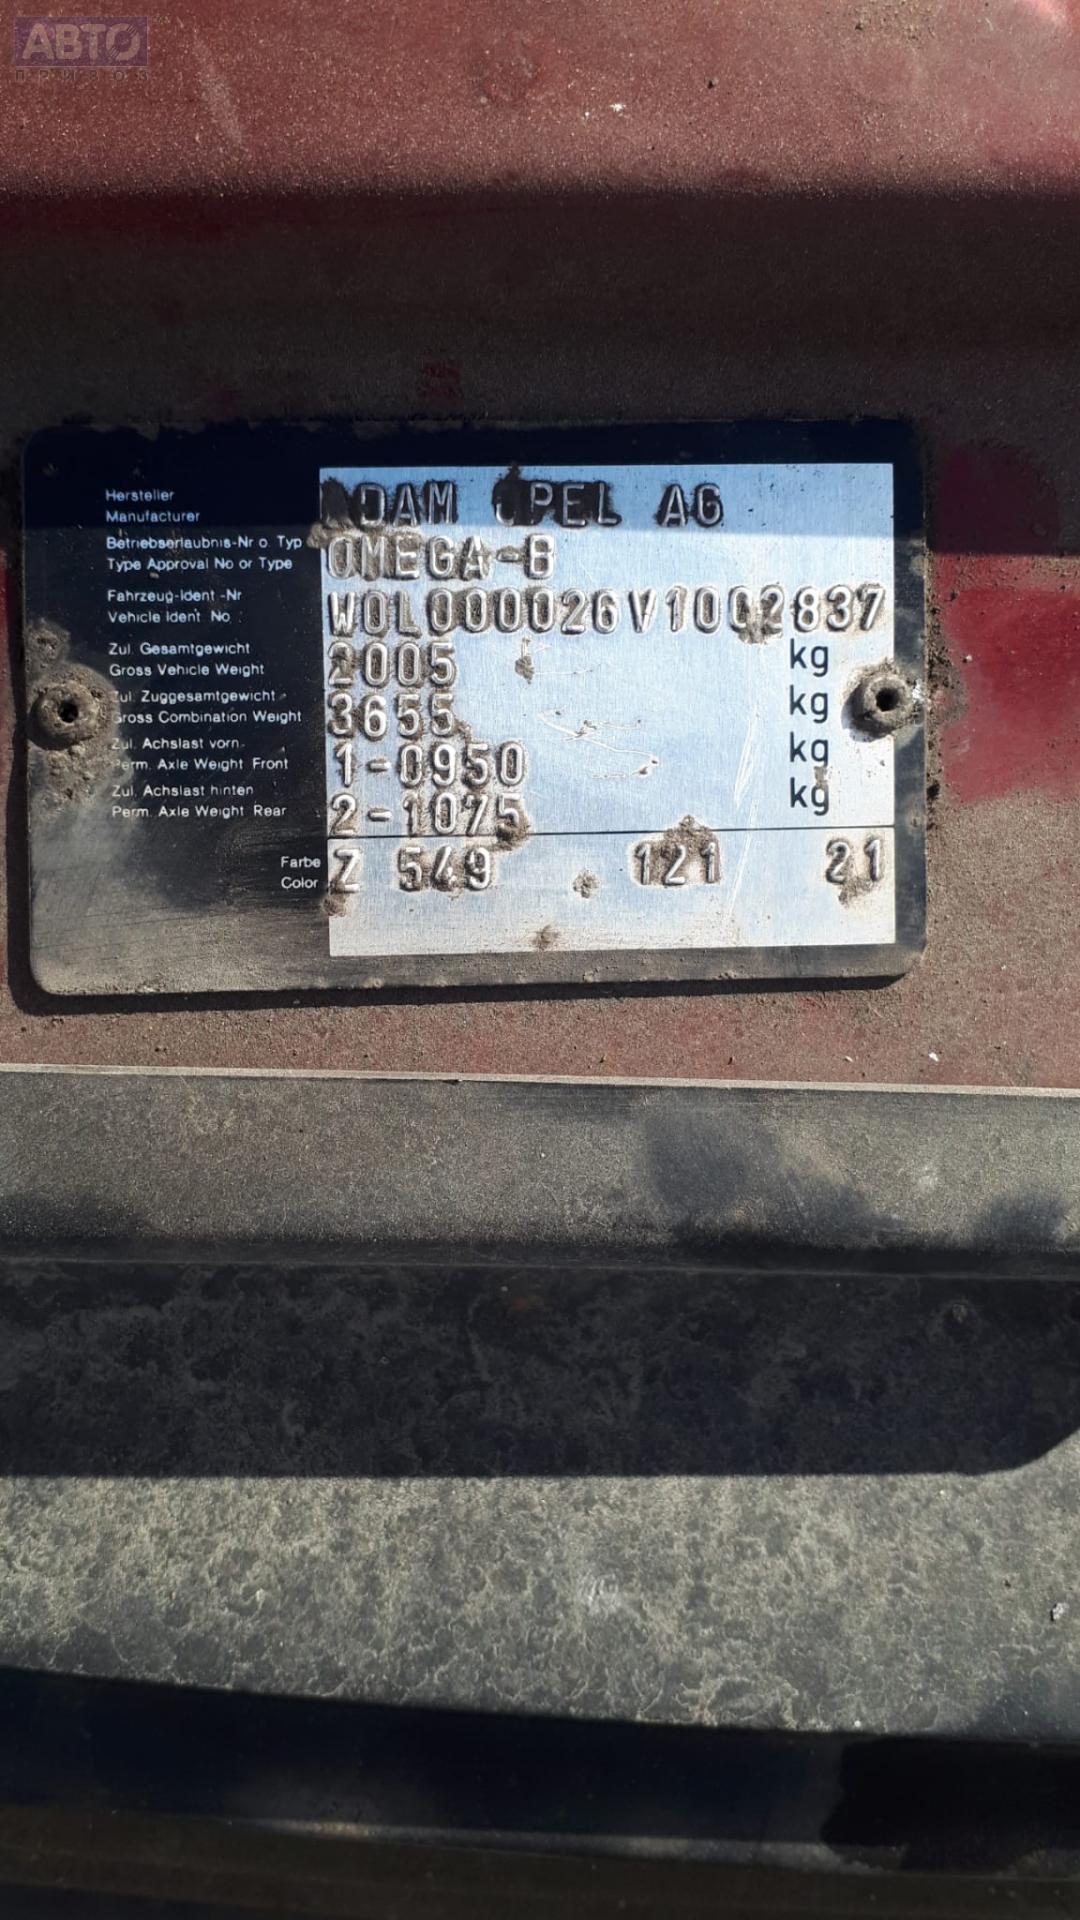 АВТО
ПРИВОЗ
Hersteller
Manufacturer
ADAM OPEL AG
Betriebserlaubnis-Nr o. Typ
Type Approval No or Type
OMEGA-B
Fahrzeug-Ident.-Nr
Vehicle Ident No.
W0L000026V1002837
Zul. Gesamtgewicht
Gross Vehicle Weight
2005 kg
Zul. Zuggesamtgewicht
Gross Combination Weight
3655 kg
Zul. Achslast vorn
Perm. Axle Weight Front
1-0950 kg
Zul. Achslast hinten
Perm. Axle Weight Rear
2-1075 kg
Farbe
Color
Z 549 121 21